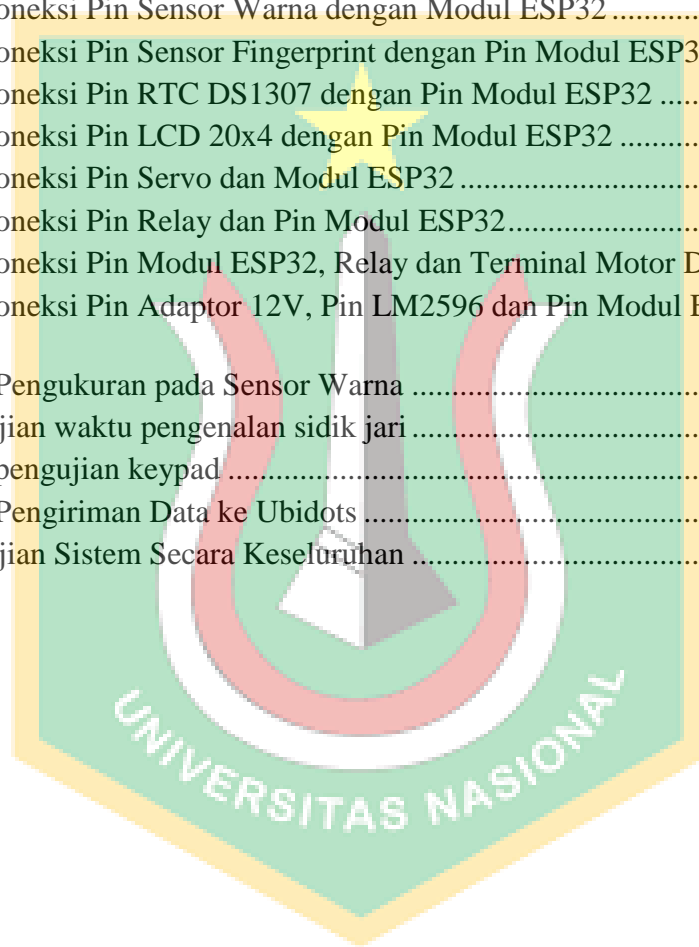 oneksi Pin Sensor Warna dengan Modul ESP32 ............
oneksi Pin Sensor Fingerprint dengan Pin Modul ESP3
oneksi Pin RTC DS1307 dengan Pin Modul ESP32 .....
oneksi Pin LCD 20x4 dengan Pin Modul ESP32 ...........
oneksi Pin Servo dan Modul ESP32 ................................
oneksi Pin Relay dan Pin Modul ESP32..........................
oneksi Pin Modul ESP32, Relay dan Terminal Motor D
oneksi Pin Adaptor 12V, Pin LM2596 dan Pin Modul E
Pengukuran pada Sensor Warna ......................................
jian waktu pengenalan sidik jari .......................................
pengujian keypad ...............................................................
Pengiriman Data ke Ubidots .............................................
jian Sistem Secara Keseluruhan ......................................
UNIVERSITAS NASIONAL